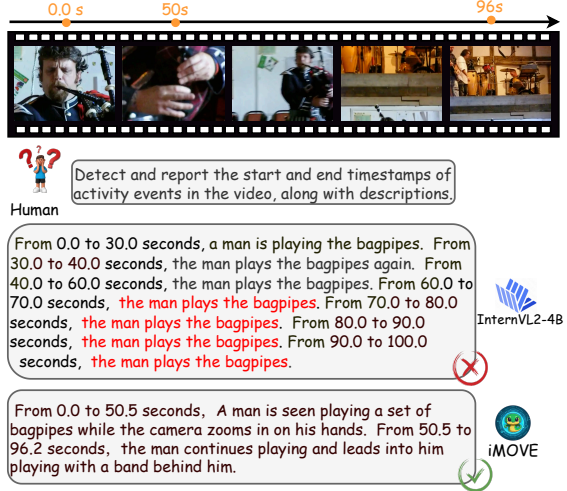 0.0 s 50s 96s
Detect and report the start and end timestamps of
activity events in the video, along with descriptions.
Human
From 0.0 to 30.0 seconds, a man is playing the bagpipes. From
30.0 to 40.0 seconds, the man plays the bagpipes again. From
40.0 to 60.0 seconds, the man plays the bagpipes. From 60.0 to
70.0 seconds, the man plays the bagpipes. From 70.0 to 80.0
seconds, the man plays the bagpipes. From 80.0 to 90.0
seconds, the man plays the bagpipes. From 90.0 to 100.0
seconds, the man plays the bagpipes.
InternVL2-4B
From 0.0 to 50.5 seconds, A man is seen playing a set of
bagpipes while the camera zooms in on his hands. From 50.5 to
96.2 seconds, the man continues playing and leads into him
playing with a band behind him.
iMOVE